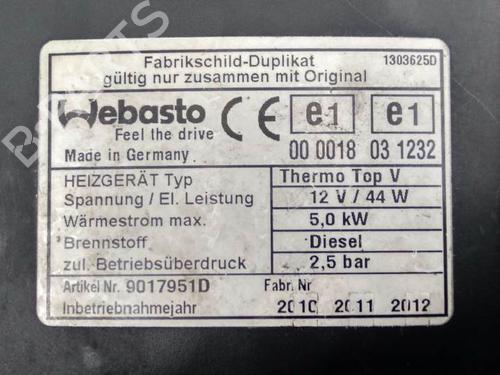 Fabrikschild-Duplikat 1303625D
gültig nur zusammen mit Original
Webasto CE e1 e1
Feel the drive
Made in Germany 00 0018 03 1232
HEIZGERÄT Typ Thermo Top V
Spannung / El. Leistung 12 V / 44 W
Wärmestrom max. 5,0 kW
Brennstoff Diesel
zul. Betriebsüberdruck 2,5 bar
Artikel Nr. 9017951D Fabr. Nr
Inbetriebnahmejahr 2010 2011 2012